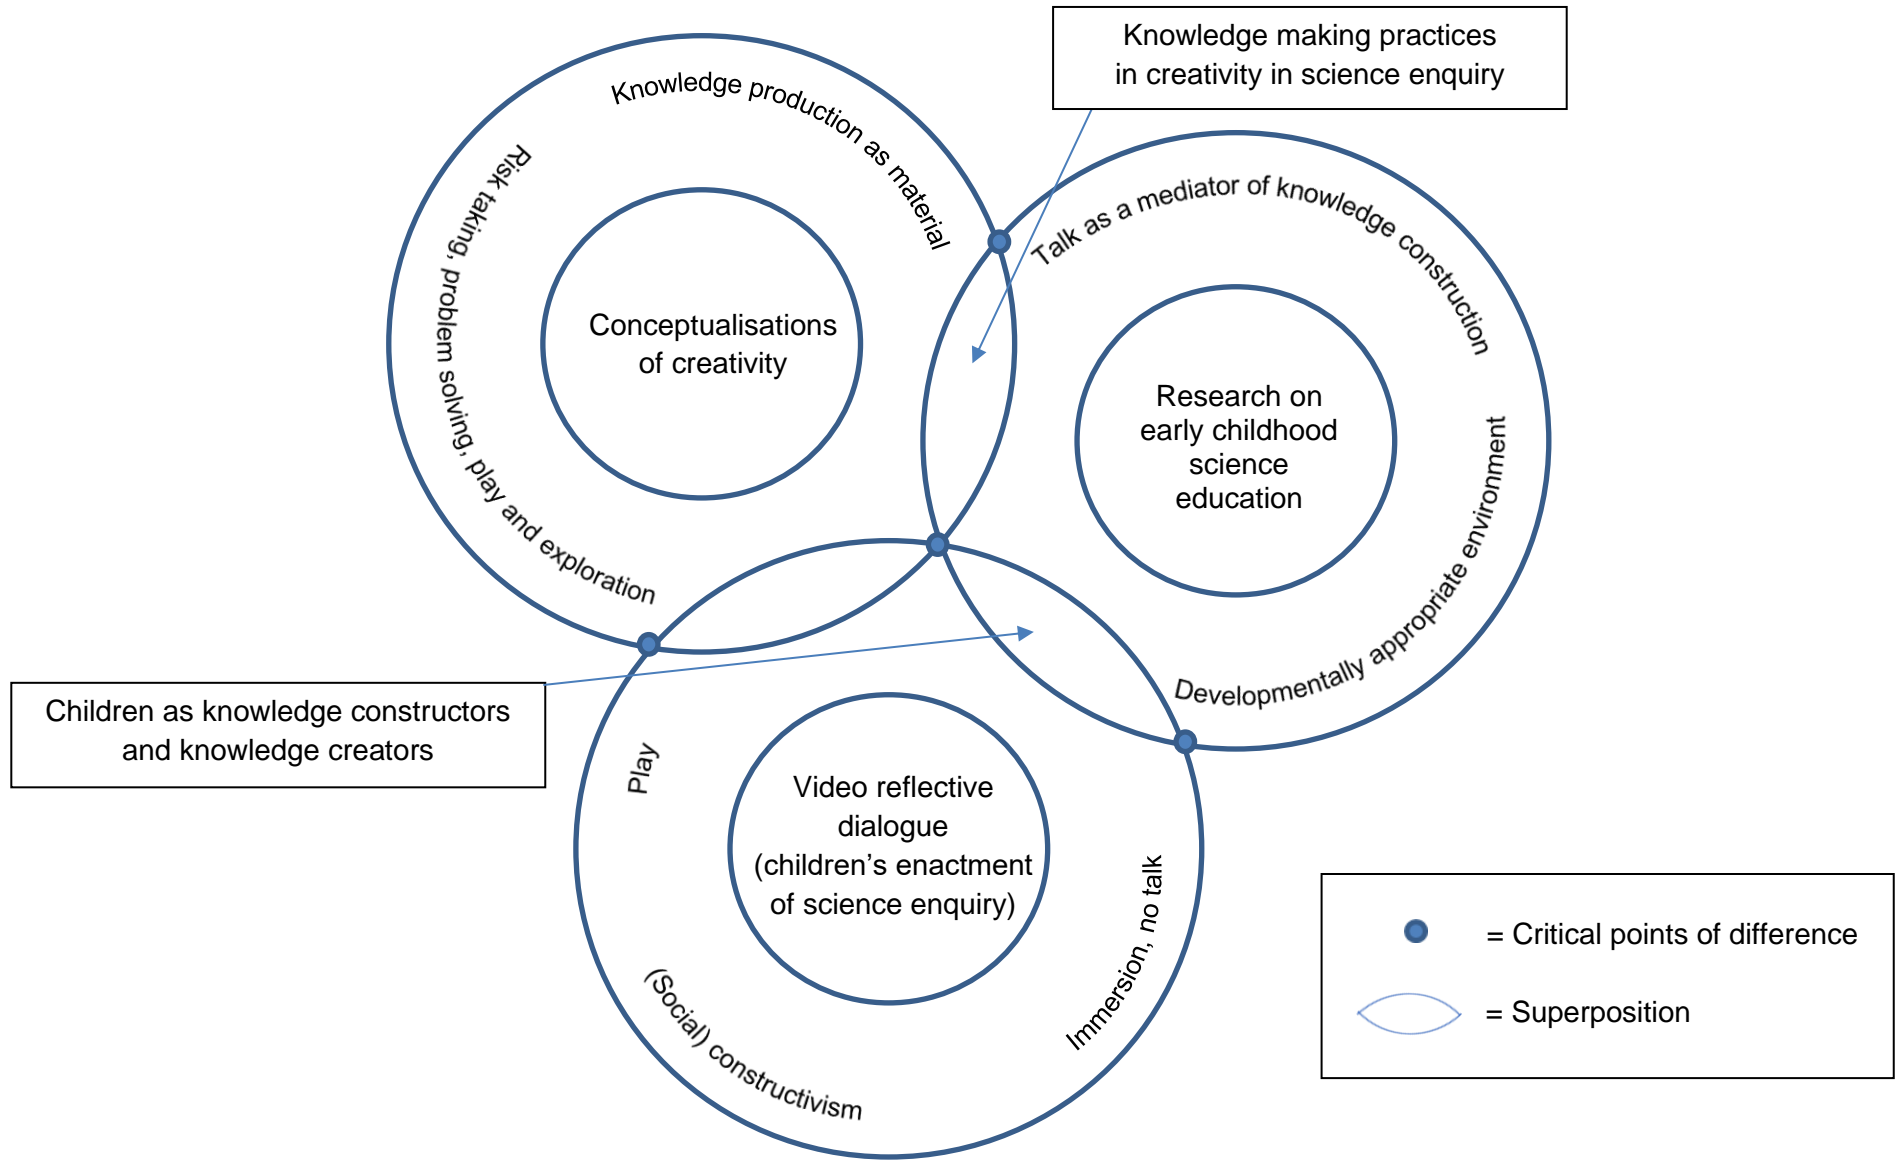 Knowledge making practices
in creativity in science enquiry
Knowledge production as material
Risk taking, problem solving, play and exploration
Conceptualisations
of creativity
Talk as a mediator of knowledge construction
Research on
early childhood
science
education
Developmentally appropriate environment
Children as knowledge constructors
and knowledge creators
Play
Video reflective
dialogue
(children’s enactment
of science enquiry)
Immersion, no talk
(Social) constructivism
= Critical points of difference
= Superposition